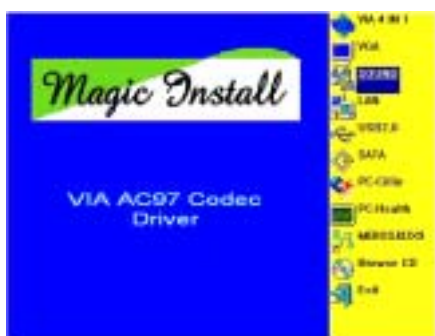 Magic Install
VIA AC97 Codec
Driver
VIA 4 IN 1
VGA
SOUND
LAN
USB2.0
SATA
PC-Cillin
PC-Health
Browse CD
Exit